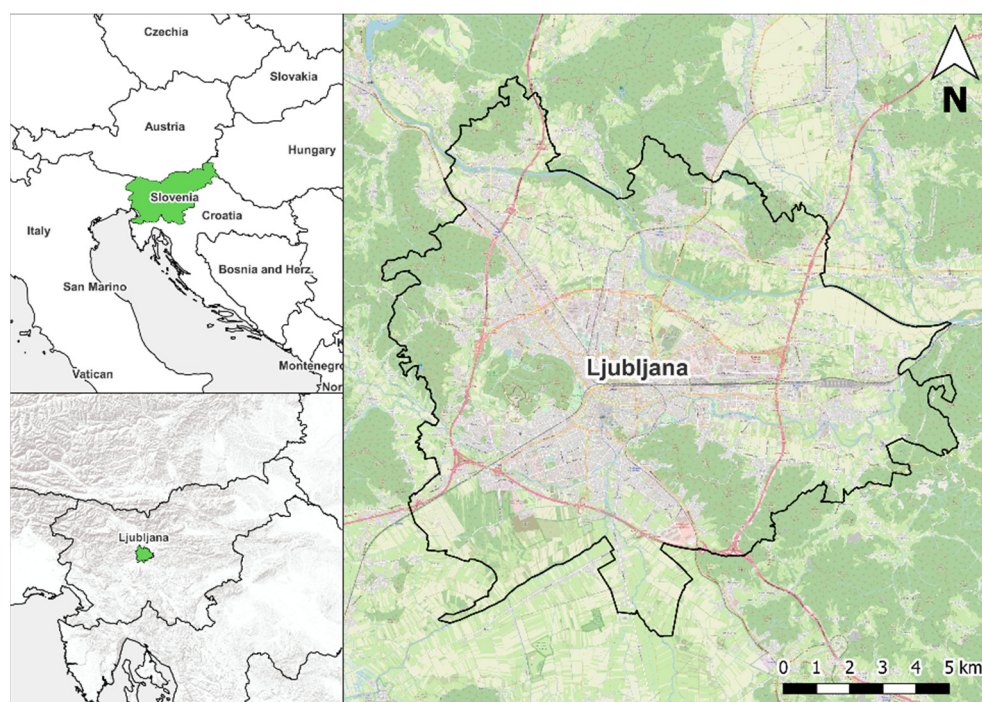 Czechia
Slovakia
Austria
Hungary
Slovenia
Croatia
Italy
Bosnia and Herz.
San Marino
K
Montenegro
Vatican
Nor
Ljubljana
N
Ljubljana
0 1 2 3 4 5 km